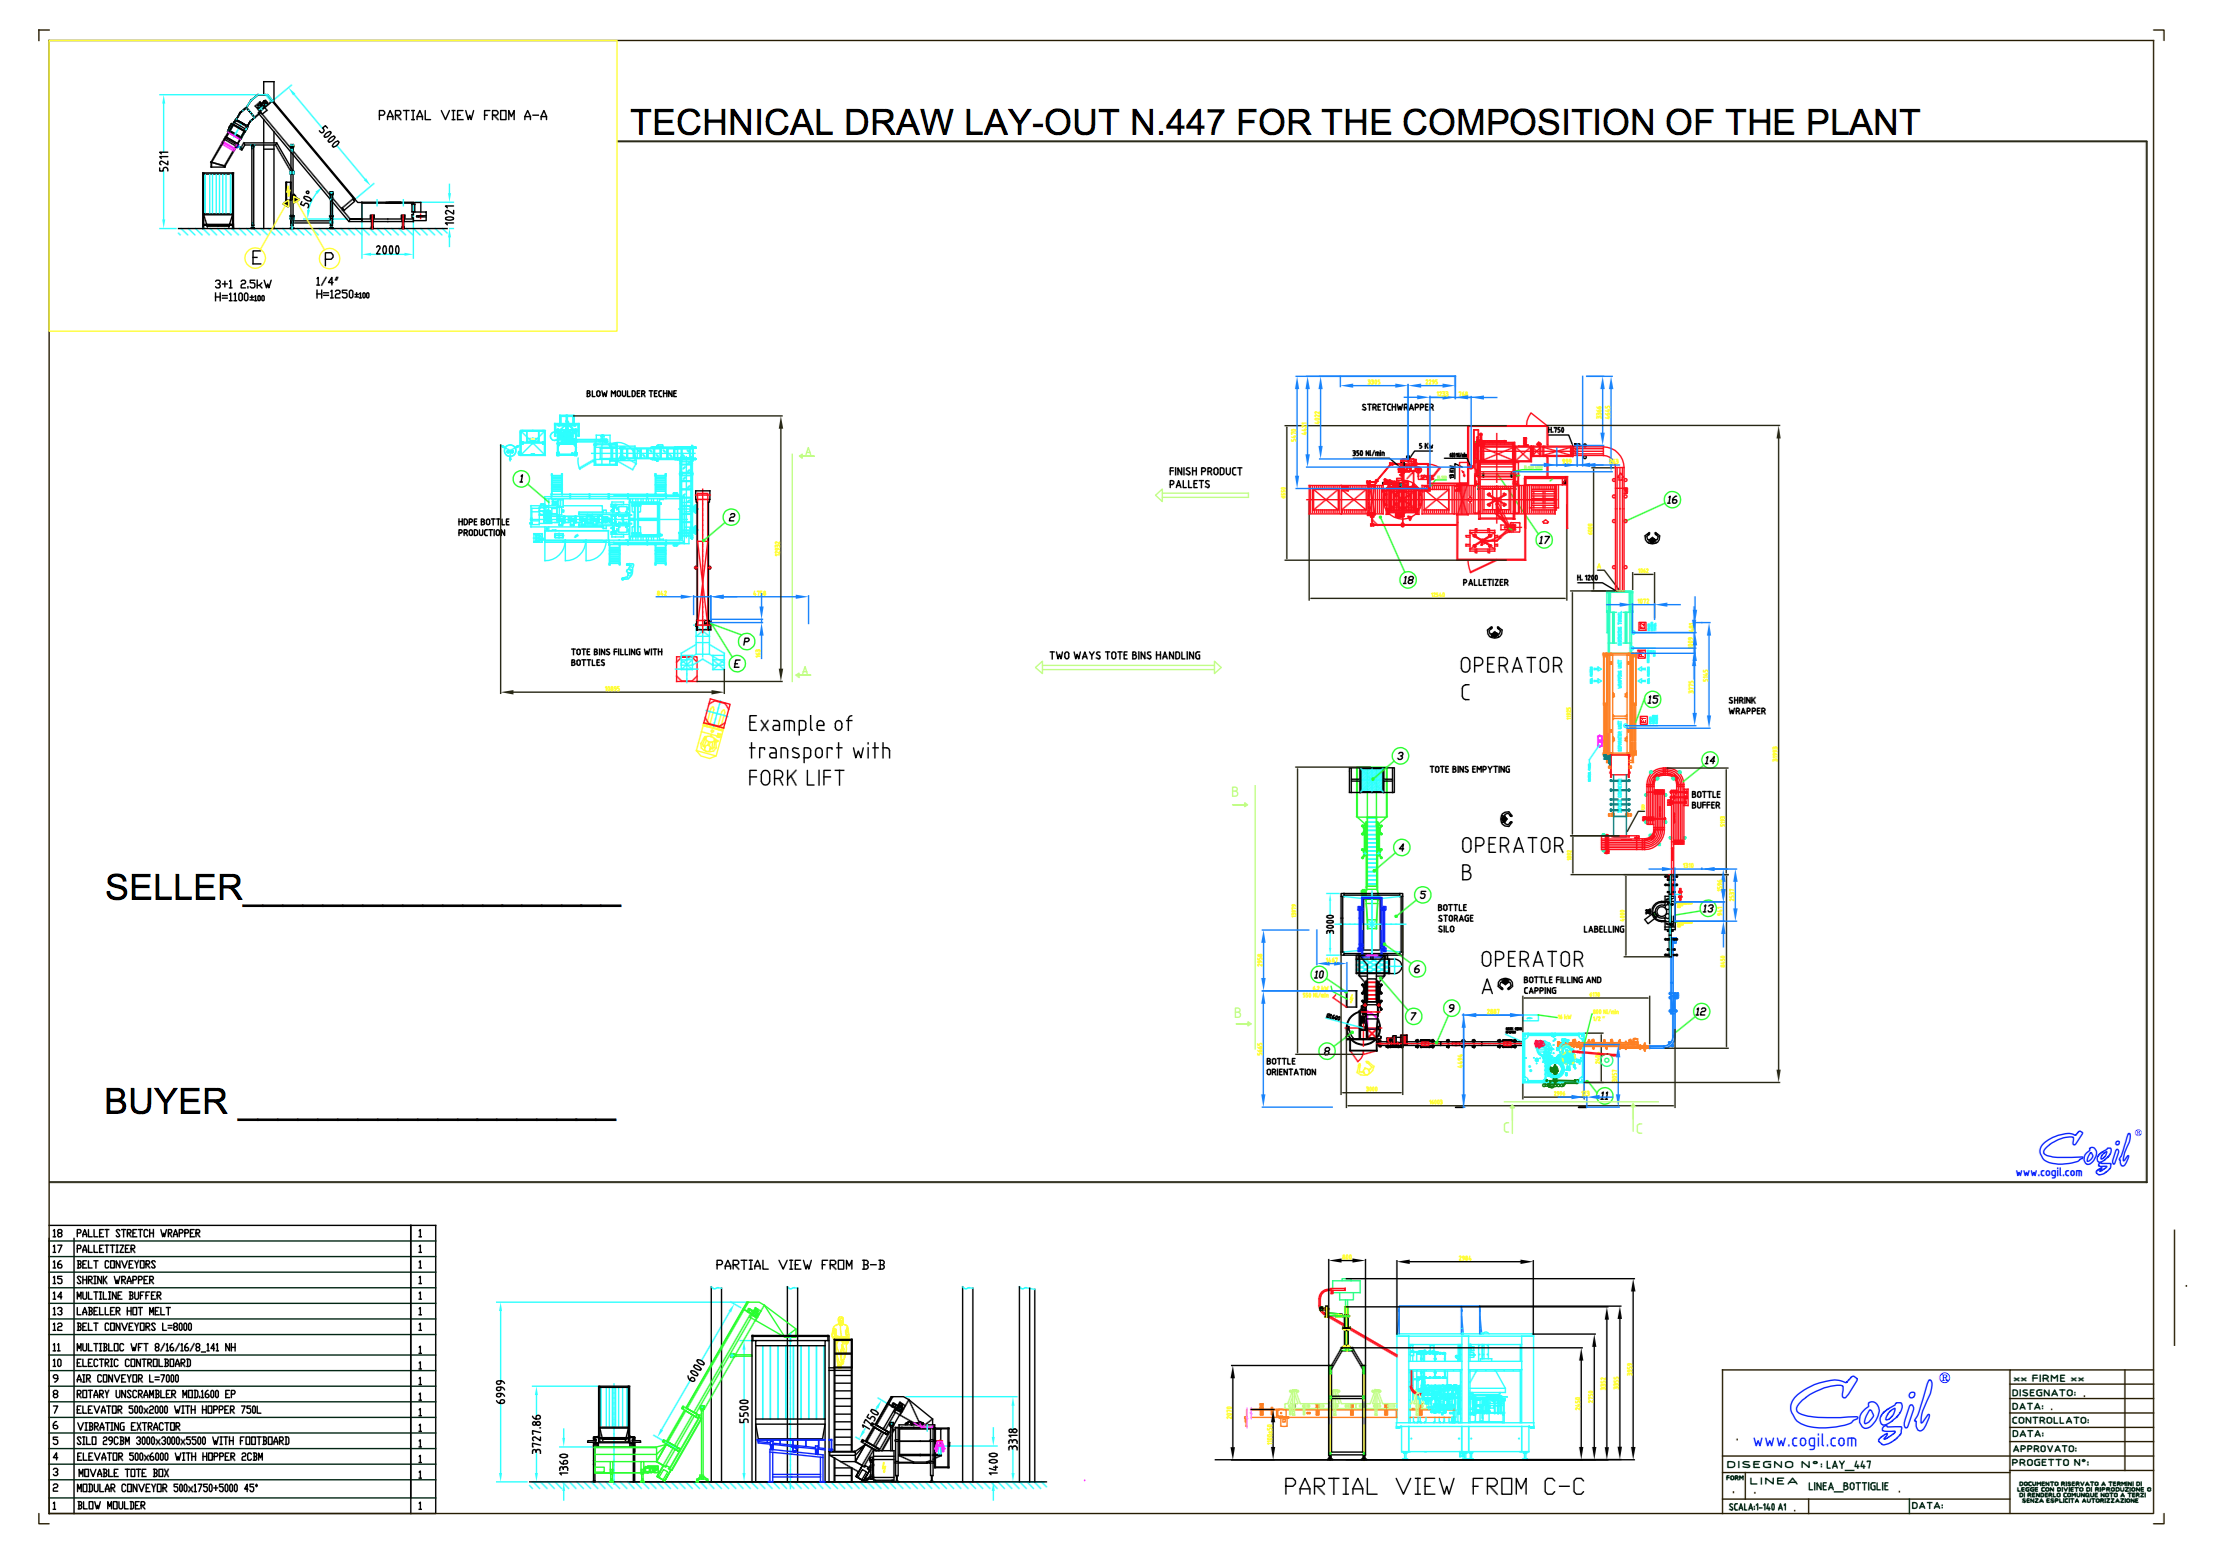 TECHNICAL DRAW LAY-OUT N.447 FOR THE COMPOSITION OF THE PLANT
PARTIAL VIEW FROM A-A
5211
5000
50°
1021
2000
E
P
3+1 2.5kW
H=1100±100
1/4"
H=1250±100
BLOW MOULDER TECHNE
1
2
HDPE BOTTLE
PRODUCTION
A
A
P
E
TOTE BINS FILLING WITH
BOTTLES
Example of
transport with
FORK LIFT
FINISH PRODUCT
PALLETS
TWO WAYS TOTE BINS HANDLING
STRETCHWRAPPER
350 Nl/min
5 Kw
H.750
16
17
18
PALLETIZER
H. 1200
OPERATOR
C
15
SHRINK
WRAPPER
14
BOTTLE
BUFFER
3
TOTE BINS EMPYTING
B
4
OPERATOR
B
5
BOTTLE
STORAGE
SILO
3000
6
13
LABELLING
OPERATOR
A
BOTTLE FILLING AND
CAPPING
10
7
9
12
B
8
BOTTLE
ORIENTATION
11
C
C
SELLER___________________
BUYER ___________________
Cogil®
www.cogil.com
18 PALLET STRETCH WRAPPER 1
17 PALLETTIZER 1
16 BELT CONVEYORS 1
15 SHRINK WRAPPER 1
14 MULTILINE BUFFER 1
13 LABELLER HOT MELT 1
12 BELT CONVEYORS L=8000 1
11 MULTIBLOC WFT 8/16/16/8_141 NH 1
10 ELECTRIC CONTROLBOARD 1
9 AIR CONVEYOR L=7000 1
8 ROTARY UNSCRAMBLER MOD.1600 EP 1
7 ELEVATOR 500x2000 WITH HOPPER 750L 1
6 VIBRATING EXTRACTOR 1
5 SILO 29CBM 3000x3000x5500 WITH FOOTBOARD 1
4 ELEVATOR 500x6000 WITH HOPPER 2CBM 1
3 MOVABLE TOTE BOX 1
2 MODULAR CONVEYOR 500x1750+5000 45° 1
1 BLOW MOULDER 1
PARTIAL VIEW FROM B-B
6999
3727.86
1360
6000
5500
1750
1400
3318
PARTIAL VIEW FROM C-C
Cogil®
www.cogil.com
DISEGNO N°: LAY_447
FORM
LINEA
LINEA_BOTTIGLIE
SCALA:1-140 A1
DATA:
xx FIRME xx
DISEGNATO:
DATA:
CONTROLLATO:
DATA:
APPROVATO:
PROGETTO N°:
DOCUMENTO RISERVATO A TERMINI DI
LEGGE CON DIVIETO DI RIPRODUZIONE O
DI RENDERLO COMUNQUE NOTO A TERZI
SENZA ESPLICITA AUTORIZZAZIONE